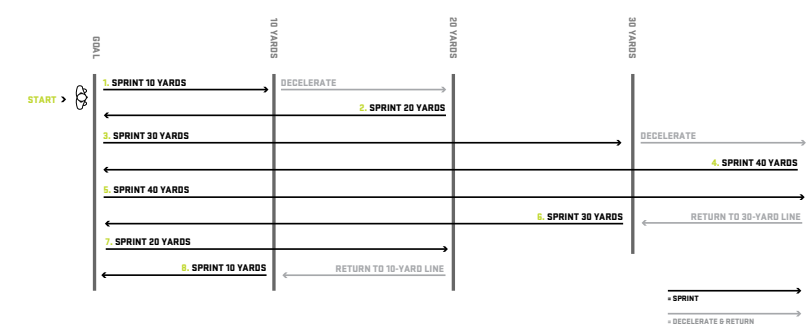 GOAL
10 YARDS
20 YARDS
30 YARDS
START >
1. SPRINT 10 YARDS
DECELERATE
2. SPRINT 20 YARDS
3. SPRINT 30 YARDS
DECELERATE
4. SPRINT 40 YARDS
5. SPRINT 40 YARDS
6. SPRINT 30 YARDS
RETURN TO 30-YARD LINE
7. SPRINT 20 YARDS
8. SPRINT 10 YARDS
RETURN TO 10-YARD LINE
= SPRINT
= DECELERATE & RETURN